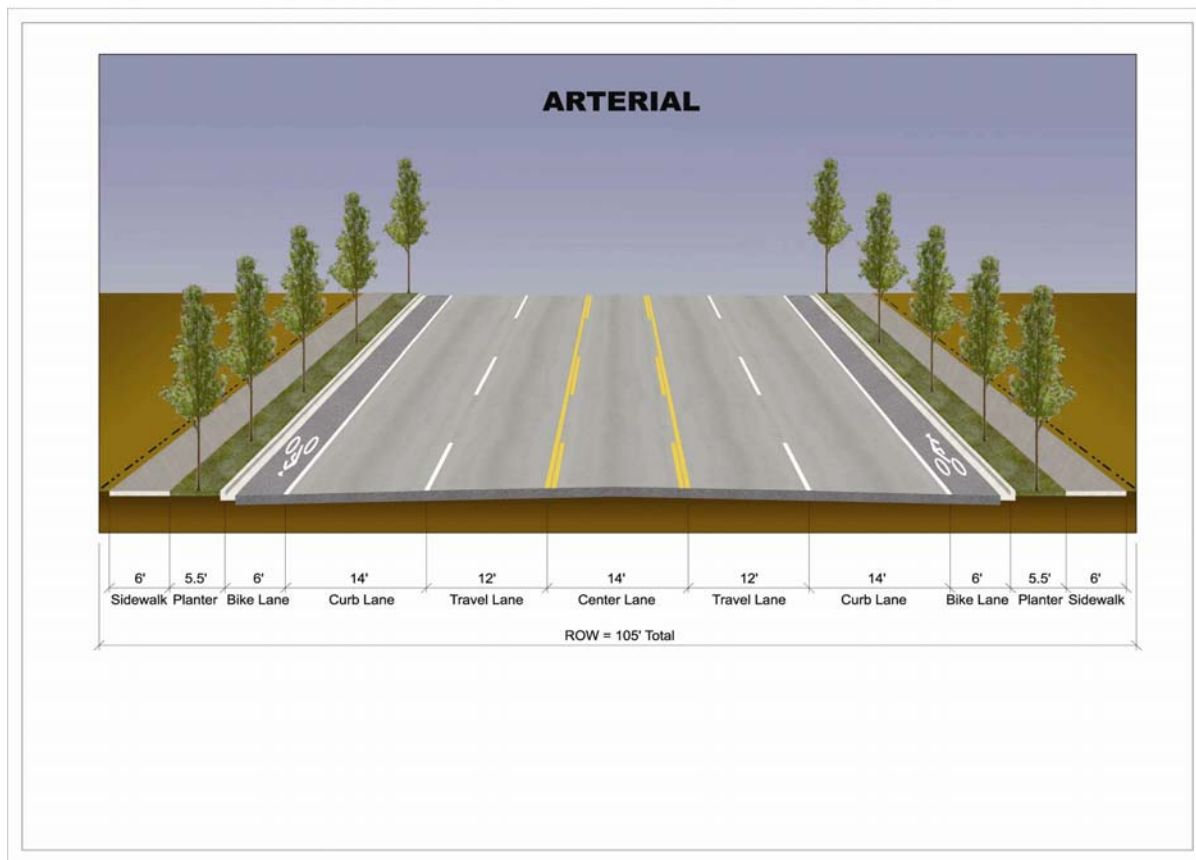 ARTERIAL
6' 5.5' 6' 14' 12' 14' 12' 14' 6' 5.5' 6'
Sidewalk Planter Bike Lane Curb Lane Travel Lane Center Lane Travel Lane Curb Lane Bike Lane Planter Sidewalk
ROW = 105' Total